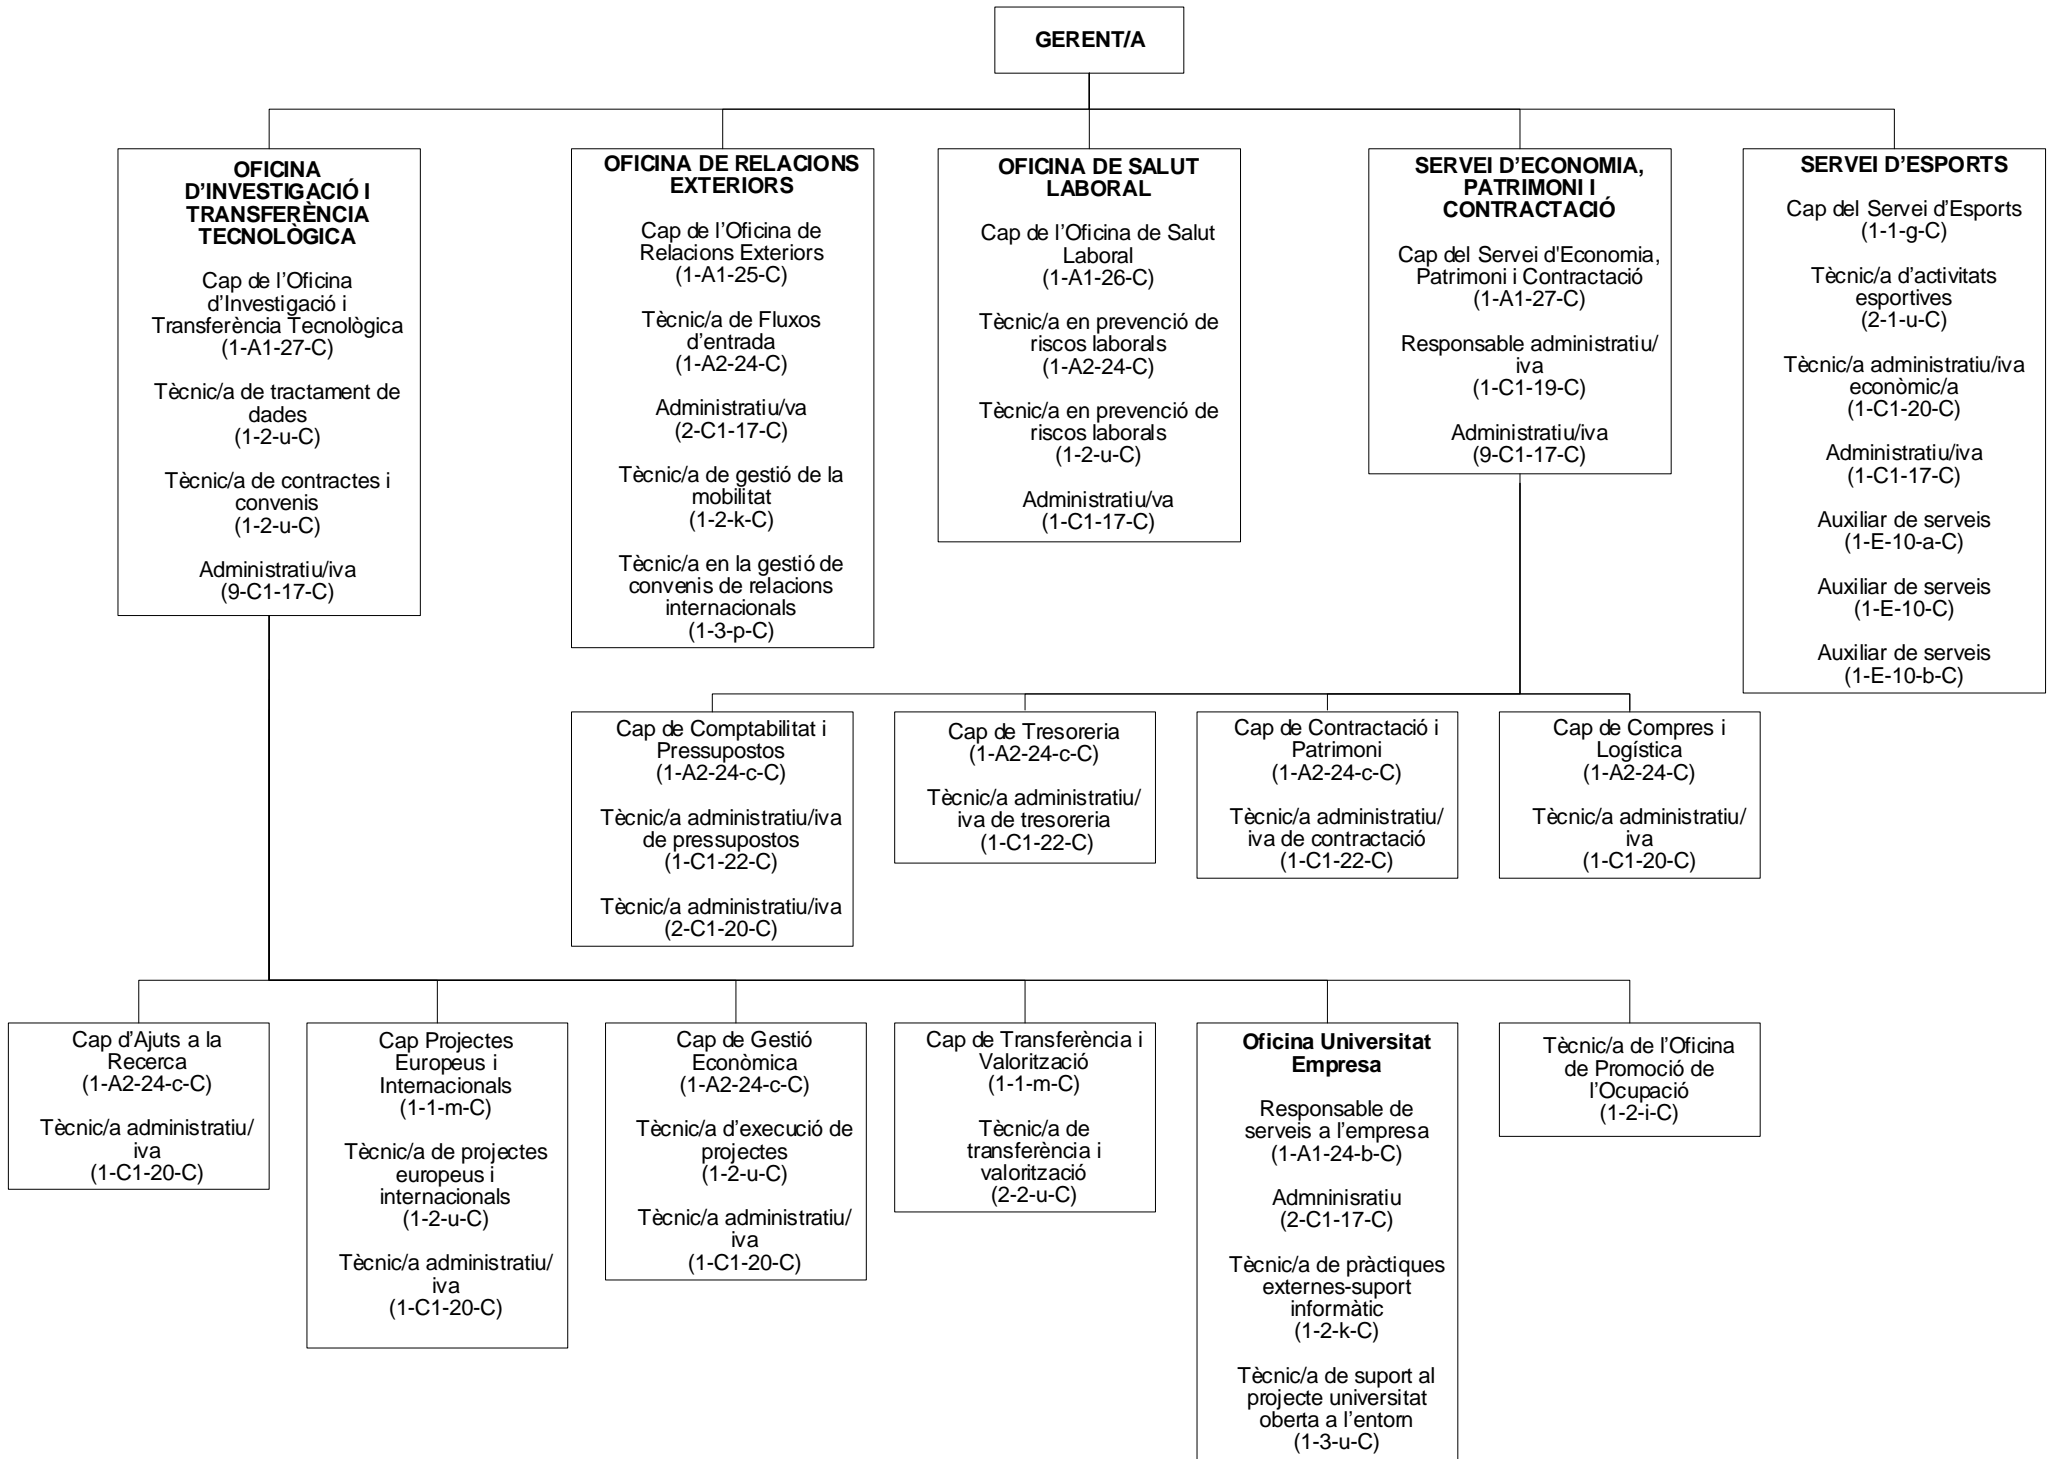 GERENT/A
OFICINA
D’INVESTIGACIÓ I
TRANSFERÈNCIA
TECNOLÒGICA
Cap de l’Oficina
d’Investigació i
Transferència Tecnològica
(1-A1-27-C)
Tècnic/a de tractament de
dades
(1-2-u-C)
Tècnic/a de contractes i
convenis
(1-2-u-C)
Administratiu/iva
(9-C1-17-C)
OFICINA DE RELACIONS
EXTERIORS
Cap de l’Oficina de
Relacions Exteriors
(1-A1-25-C)
Tècnic/a de Fluxos
d’entrada
(1-A2-24-C)
Administratiu/va
(2-C1-17-C)
Tècnic/a de gestió de la
mobilitat
(1-2-k-C)
Tècnic/a en la gestió de
convenis de relacions
internacionals
(1-3-p-C)
OFICINA DE SALUT
LABORAL
Cap de l’Oficina de Salut
Laboral
(1-A1-26-C)
Tècnic/a en prevenció de
riscos laborals
(1-A2-24-C)
Tècnic/a en prevenció de
riscos laborals
(1-2-u-C)
Administratiu/va
(1-C1-17-C)
SERVEI D’ECONOMIA,
PATRIMONI I
CONTRACTACIÓ
Cap del Servei d'Economia,
Patrimoni i Contractació
(1-A1-27-C)
Responsable administratiu/
iva
(1-C1-19-C)
Administratiu/iva
(9-C1-17-C)
SERVEI D’ESPORTS
Cap del Servei d’Esports
(1-1-g-C)
Tècnic/a d’activitats
esportives
(2-1-u-C)
Tècnic/a administratiu/iva
econòmic/a
(1-C1-20-C)
Administratiu/iva
(1-C1-17-C)
Auxiliar de serveis
(1-E-10-a-C)
Auxiliar de serveis
(1-E-10-C)
Auxiliar de serveis
(1-E-10-b-C)
Cap de Comptabilitat i
Pressupostos
(1-A2-24-c-C)
Tècnic/a administratiu/iva
de pressupostos
(1-C1-22-C)
Tècnic/a administratiu/iva
(2-C1-20-C)
Cap de Tresoreria
(1-A2-24-c-C)
Tècnic/a administratiu/
iva de tresoreria
(1-C1-22-C)
Cap de Contractació i
Patrimoni
(1-A2-24-c-C)
Tècnic/a administratiu/
iva de contractació
(1-C1-22-C)
Cap de Compres i
Logística
(1-A2-24-C)
Tècnic/a administratiu/
iva
(1-C1-20-C)
Cap d’Ajuts a la
Recerca
(1-A2-24-c-C)
Tècnic/a administratiu/
iva
(1-C1-20-C)
Cap Projectes
Europeus i
Internacionals
(1-1-m-C)
Tècnic/a de projectes
europeus i
internacionals
(1-2-u-C)
Tècnic/a administratiu/
iva
(1-C1-20-C)
Cap de Gestió
Econòmica
(1-A2-24-c-C)
Tècnic/a d’execució de
projectes
(1-2-u-C)
Tècnic/a administratiu/
iva
(1-C1-20-C)
Cap de Transferència i
Valorització
(1-1-m-C)
Tècnic/a de
transferència i
valorització
(2-2-u-C)
Oficina Universitat
Empresa
Responsable de
serveis a l’empresa
(1-A1-24-b-C)
Admninisratiu
(2-C1-17-C)
Tècnic/a de pràctiques
externes-suport
informàtic
(1-2-k-C)
Tècnic/a de suport al
projecte universitat
oberta a l’entorn
(1-3-u-C)
Tècnic/a de l’Oficina
de Promoció de
l’Ocupació
(1-2-i-C)